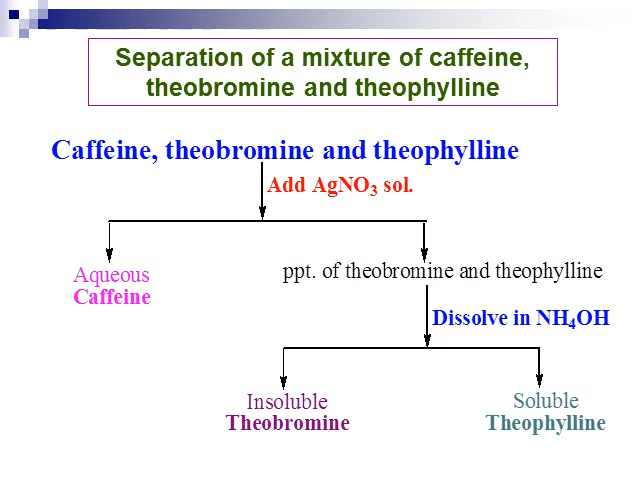 Separation of a mixture of caffeine,
theobromine and theophylline
Caffeine, theobromine and theophylline
Add AgNO₃ sol.
Aqueous
Caffeine
ppt. of theobromine and theophylline
Dissolve in NH₄OH
Insoluble
Theobromine
Soluble
Theophylline